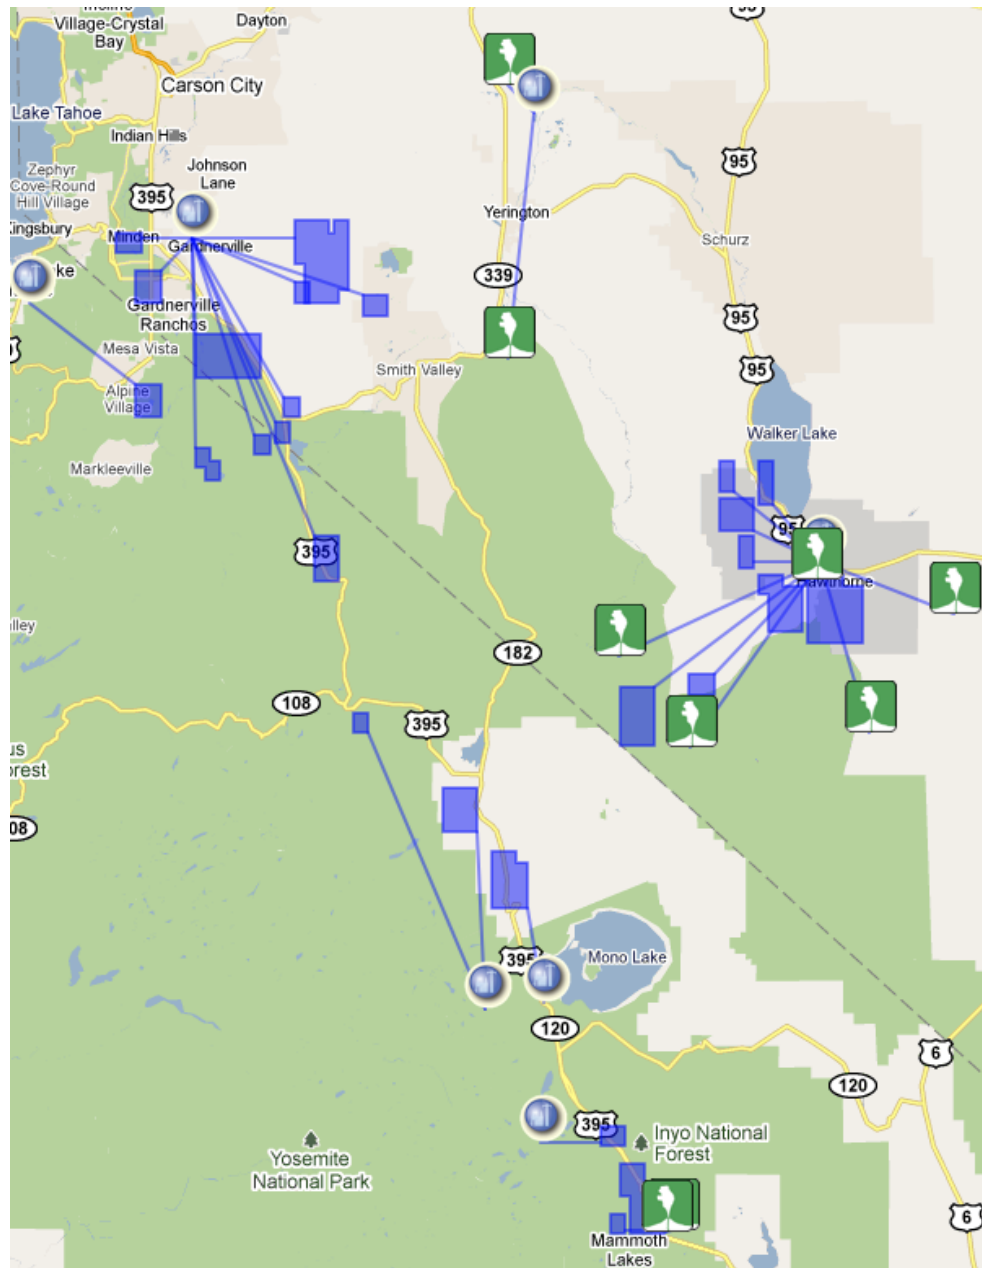 Village-Crystal
Bay
Dayton
95
Carson City
Lake Tahoe
Indian Hills
Zephyr
Cove-Round
Hill Village
Johnson
Lane
395
95
Kingsbury
Minden
Gardnerville
Yerington
Schurz
339
Gardnerville
Ranchos
95
Mesa Vista
Smith Valley
95
Alpine
Village
Walker Lake
Markleeville
95
395
Hawthorne
182
108
395
395
Mono Lake
120
6
120
395
Inyo National
Forest
Yosemite
National Park
6
Mammoth
Lakes